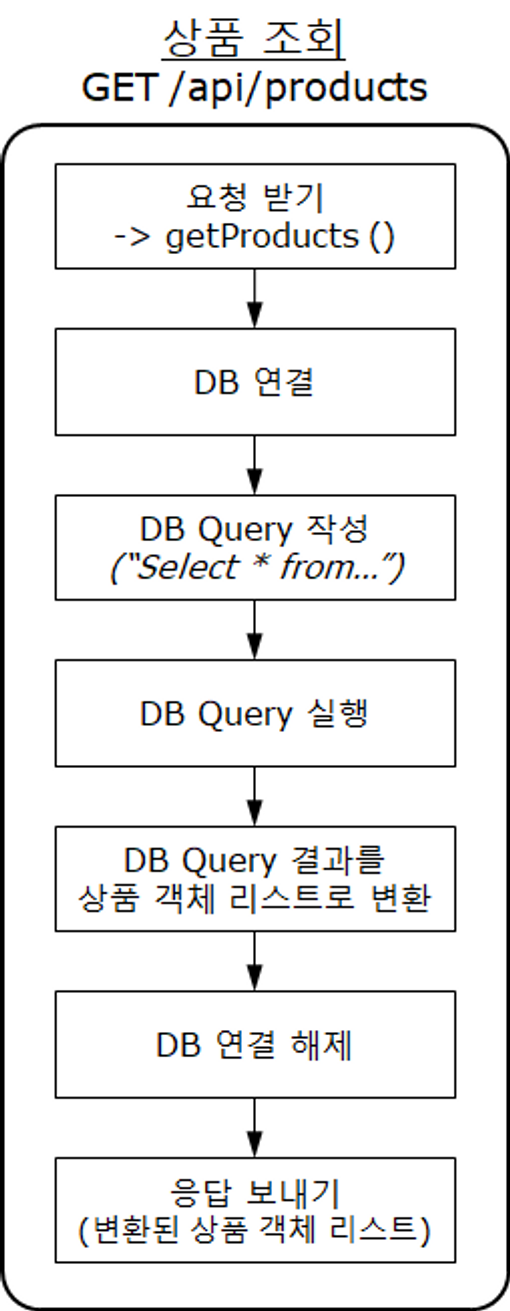 상품 조회
GET /api/products
요청 받기
-> getProducts ()
DB 연결
DB Query 작성
(“Select * from...”)
DB Query 실행
DB Query 결과를
상품 객체 리스트로 변환
DB 연결 해제
응답 보내기
(변환된 상품 객체 리스트)